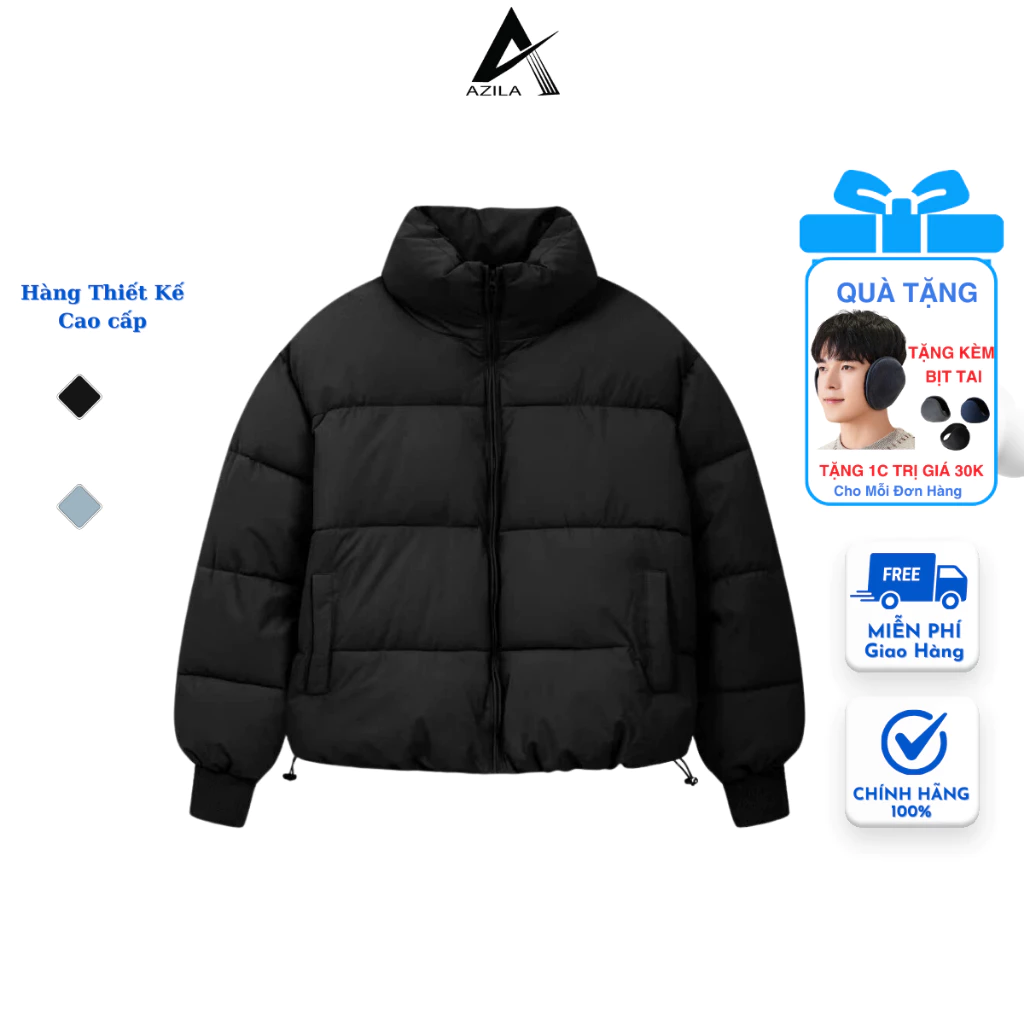 AZILA
Hàng Thiết Kế
Cao cấp
QUÀ TẶNG
TẶNG KÈM
BỊT TAI
TẶNG 1C TRỊ GIÁ 30K
Cho Mỗi Đơn Hàng
FREE
MIỄN PHÍ
Giao Hàng
CHÍNH HÃNG
100%